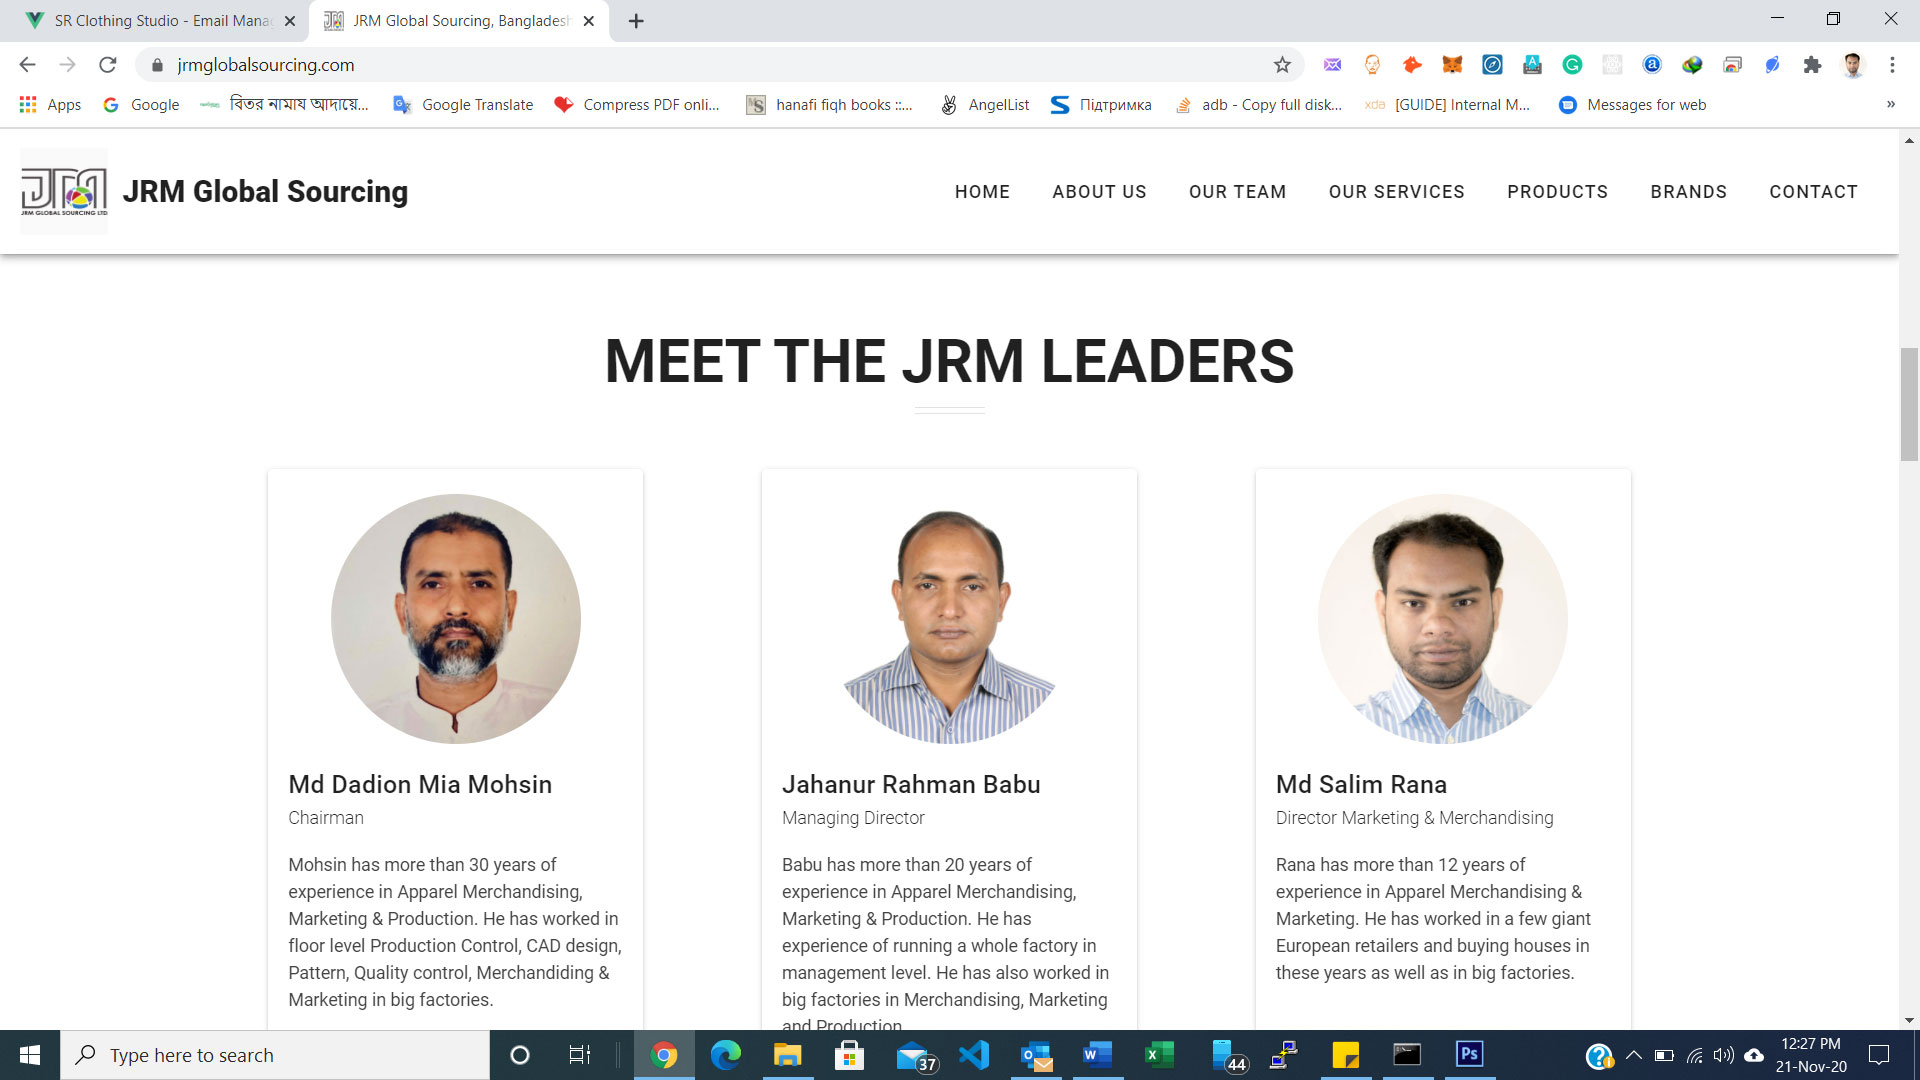 SR Clothing Studio - Email Mana
JRM Global Sourcing, Bangladesh
jrmglobalsourcing.com
Apps
Google
বিতর নামায আদায়ে...
Google Translate
Compress PDF onli...
hanafi fiqh books ::...
AngelList
Підтримка
adb - Copy full disk...
xda
[GUIDE] Internal M...
Messages for web
»
JRM GLOBAL SOURCING LTD
JRM Global Sourcing
HOME
ABOUT US
OUR TEAM
OUR SERVICES
PRODUCTS
BRANDS
CONTACT
MEET THE JRM LEADERS
Md Dadion Mia Mohsin
Chairman
Mohsin has more than 30 years of
experience in Apparel Merchandising,
Marketing & Production. He has worked in
floor level Production Control, CAD design,
Pattern, Quality control, Merchandiding &
Marketing in big factories.
Jahanur Rahman Babu
Managing Director
Babu has more than 20 years of
experience in Apparel Merchandising,
Marketing & Production. He has
experience of running a whole factory in
management level. He has also worked in
big factories in Merchandising, Marketing
and Production
Md Salim Rana
Director Marketing & Merchandising
Rana has more than 12 years of
experience in Apparel Merchandising &
Marketing. He has worked in a few giant
European retailers and buying houses in
these years as well as in big factories.
Type here to search
37
44
Ps
12:27 PM
21-Nov-20